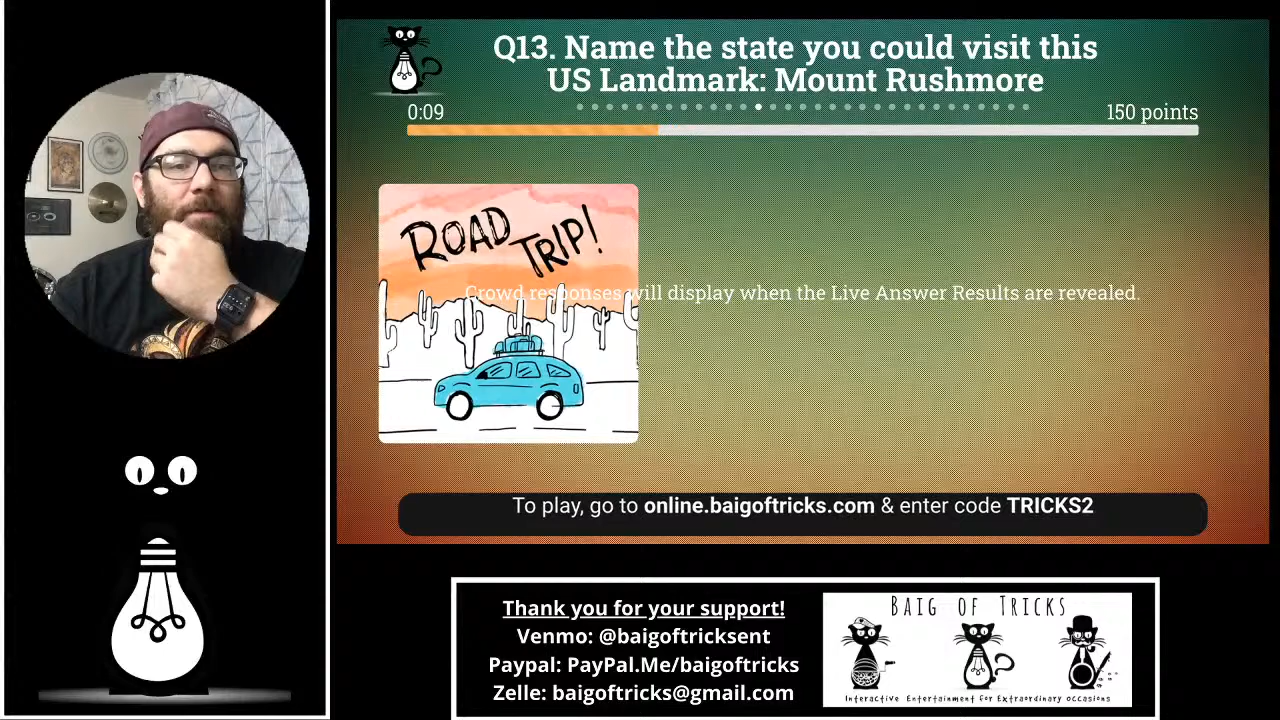 Q13. Name the state you could visit this
US Landmark: Mount Rushmore
0:09
150 points
ROAD
TRIP!
Crowd responses will display when the Live Answer Results are revealed.
To play, go to online.baigoftricks.com & enter code TRICKS2
Thank you for your support!
Venmo: @baigoftricksent
Paypal: PayPal.Me/baigoftricks
Zelle: baigoftricks@gmail.com
BAIG OF TRICKS
Interactive Entertainment for Extraordinary occasions